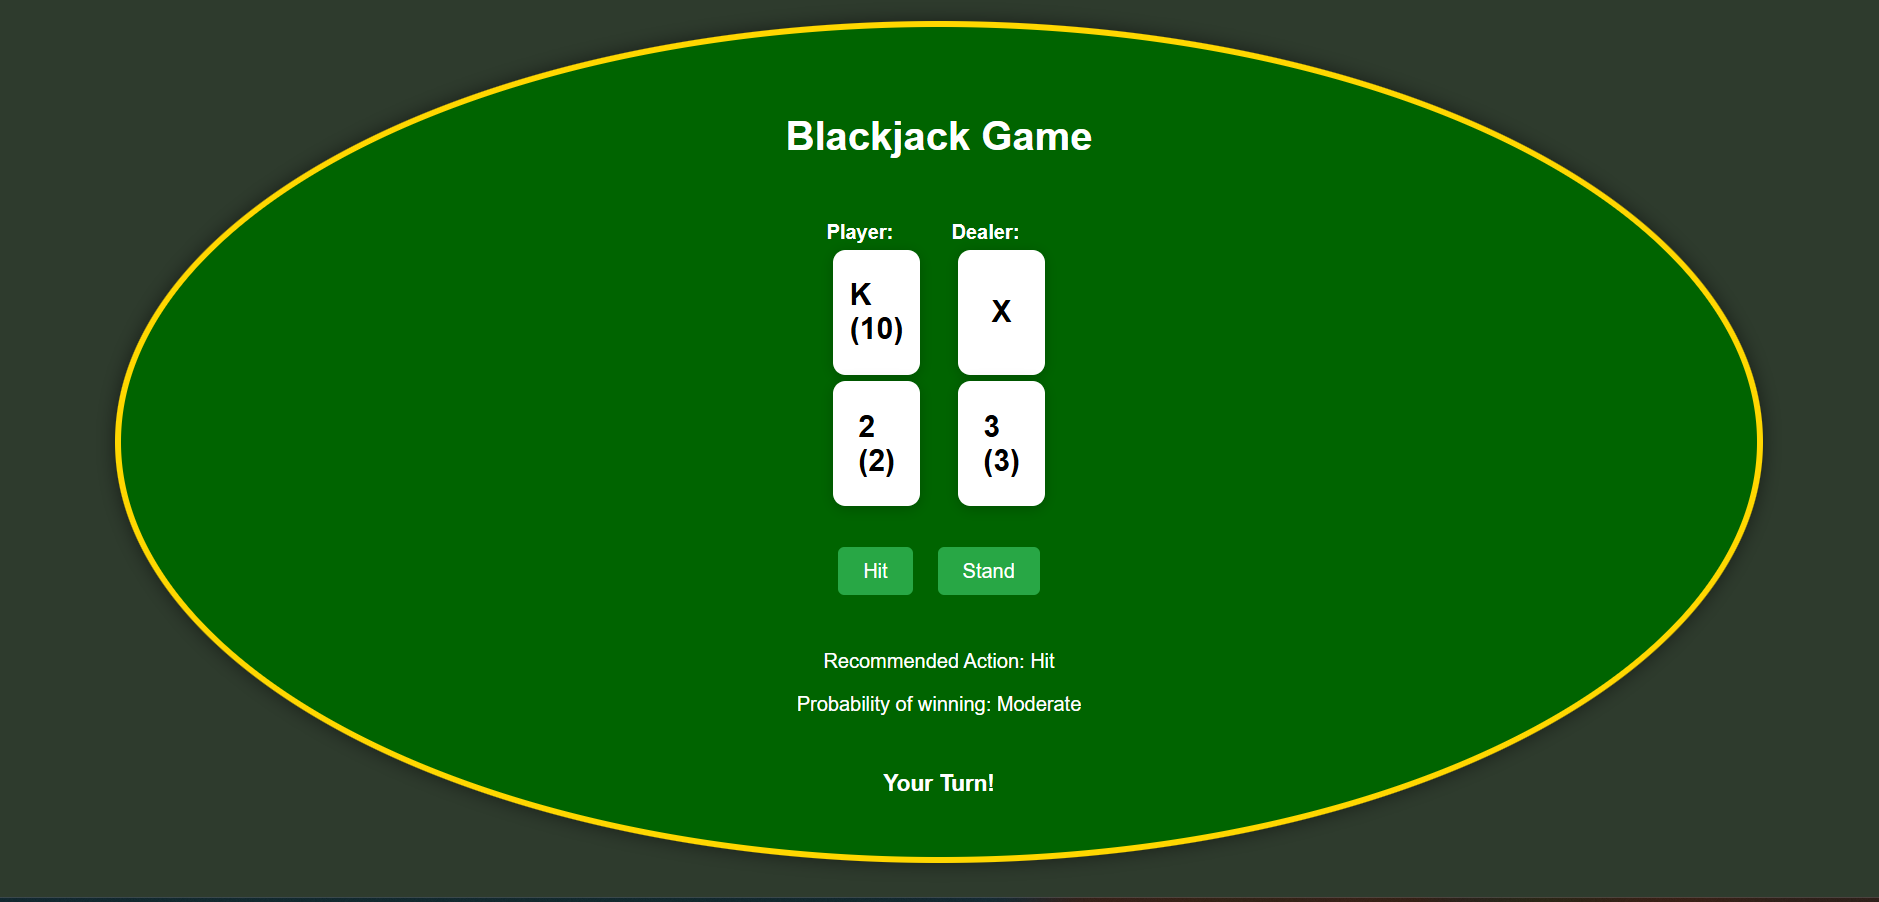 Blackjack Game
Player:
K
(10)
2
(2)
Dealer:
X
3
(3)
Hit
Stand
Recommended Action: Hit
Probability of winning: Moderate
Your Turn!